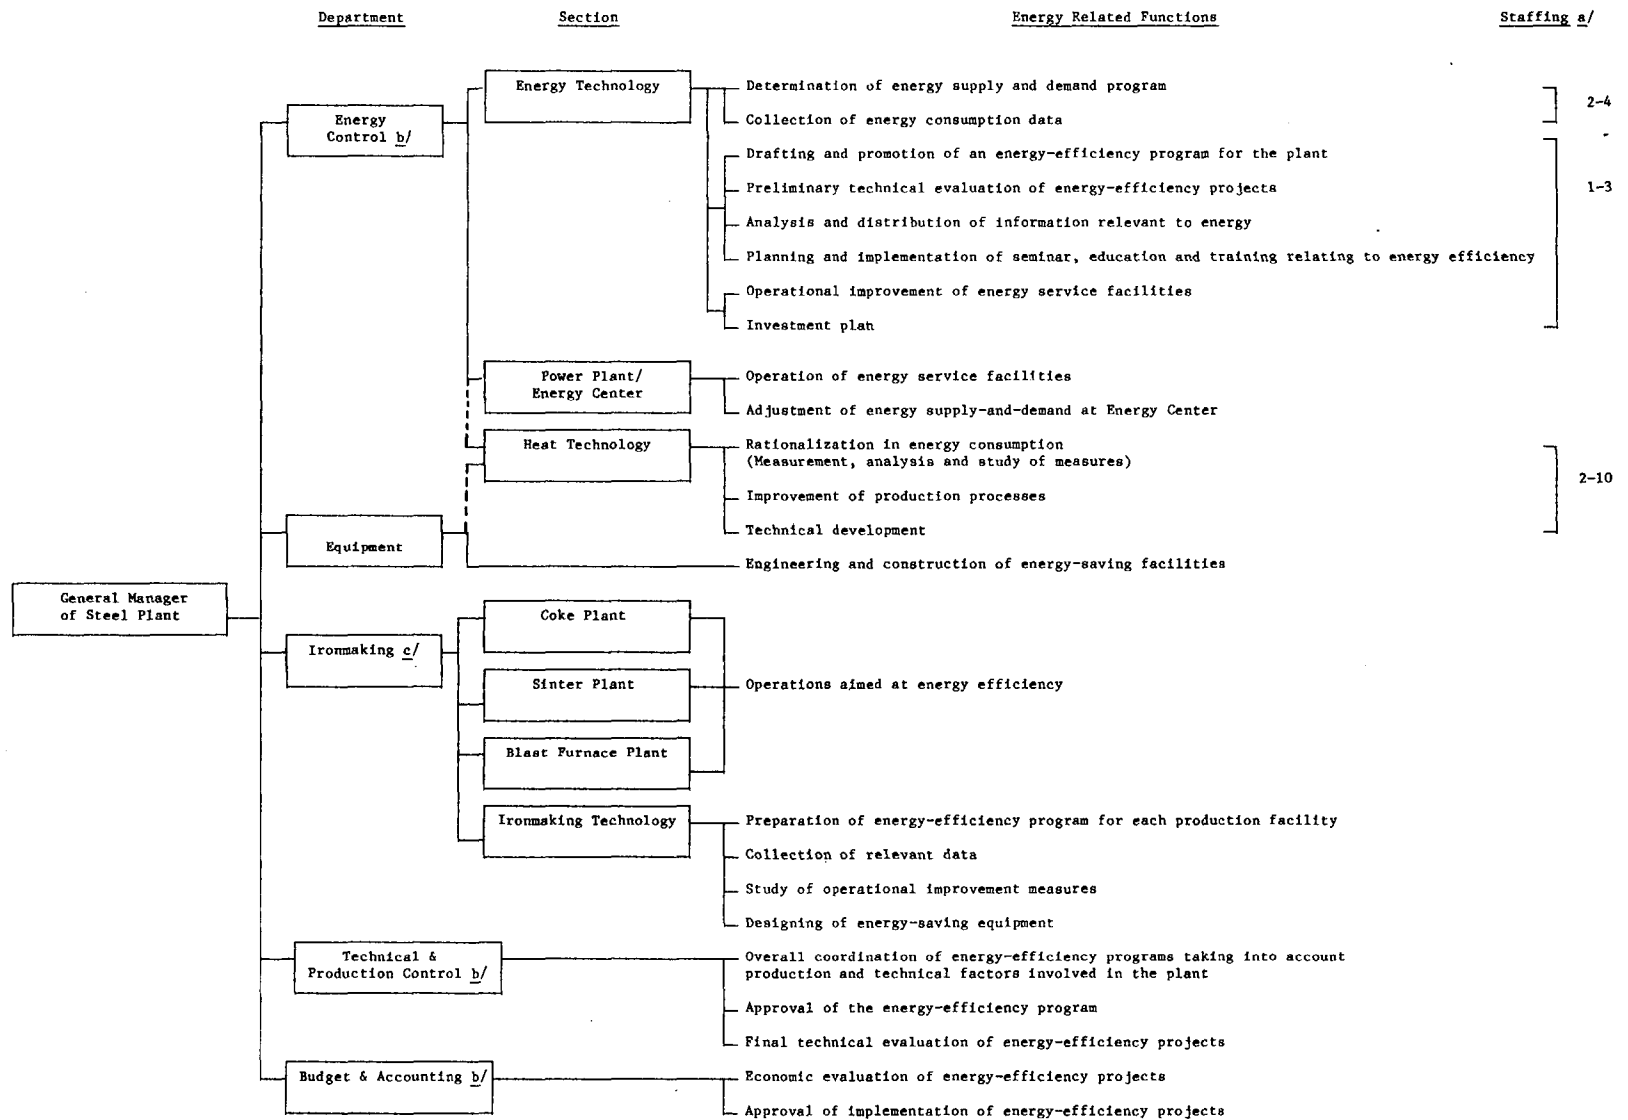 Department Section Energy Related Functions Staffing a/
Energy Technology
Determination of energy supply and demand program
2-4
Energy
Control b/
Collection of energy consumption data
Drafting and promotion of an energy-efficiency program for the plant
Preliminary technical evaluation of energy-efficiency projects
1-3
Analysis and distribution of information relevant to energy
Planning and implementation of seminar, education and training relating to energy efficiency
Operational improvement of energy service facilities
Investment plan
Power Plant/
Energy Center
Operation of energy service facilities
Adjustment of energy supply-and-demand at Energy Center
Heat Technology
Rationalization in energy consumption
(Measurement, analysis and study of measures)
2-10
Improvement of production processes
Technical development
Equipment
Engineering and construction of energy-saving facilities
General Manager
of Steel Plant
Coke Plant
Ironmaking c/
Sinter Plant
Operations aimed at energy efficiency
Blast Furnace Plant
Ironmaking Technology
Preparation of energy-efficiency program for each production facility
Collection of relevant data
Study of operational improvement measures
Designing of energy-saving equipment
Technical &
Production Control b/
Overall coordination of energy-efficiency programs taking into account
production and technical factors involved in the plant
Approval of the energy-efficiency program
Final technical evaluation of energy-efficiency projects
Budget & Accounting b/
Economic evaluation of energy-efficiency projects
Approval of implementation of energy-efficiency projects